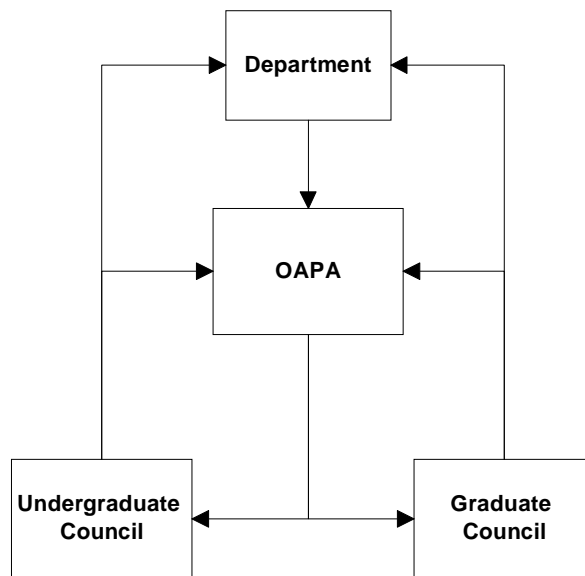 Department
OAPA
Undergraduate
Council
Graduate
Council